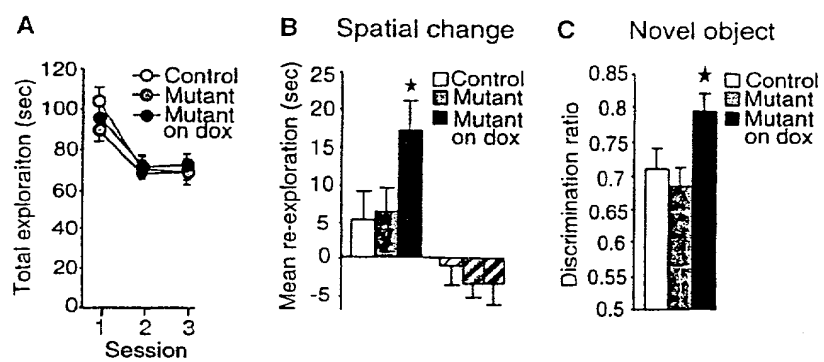 A
Total exploraiton (sec)
120
100
80
60
40
20
0
1 2 3
Session
Control
Mutant
Mutant
on dox
B Spatial change
Mean re-exploration (sec)
25
20
15
10
5
0
-5
★
Control
Mutant
Mutant
on dox
C Novel object
Discrimination ratio
0.85
0.8
0.75
0.7
0.65
0.6
0.55
0.5
★
Control
Mutant
Mutant
on dox